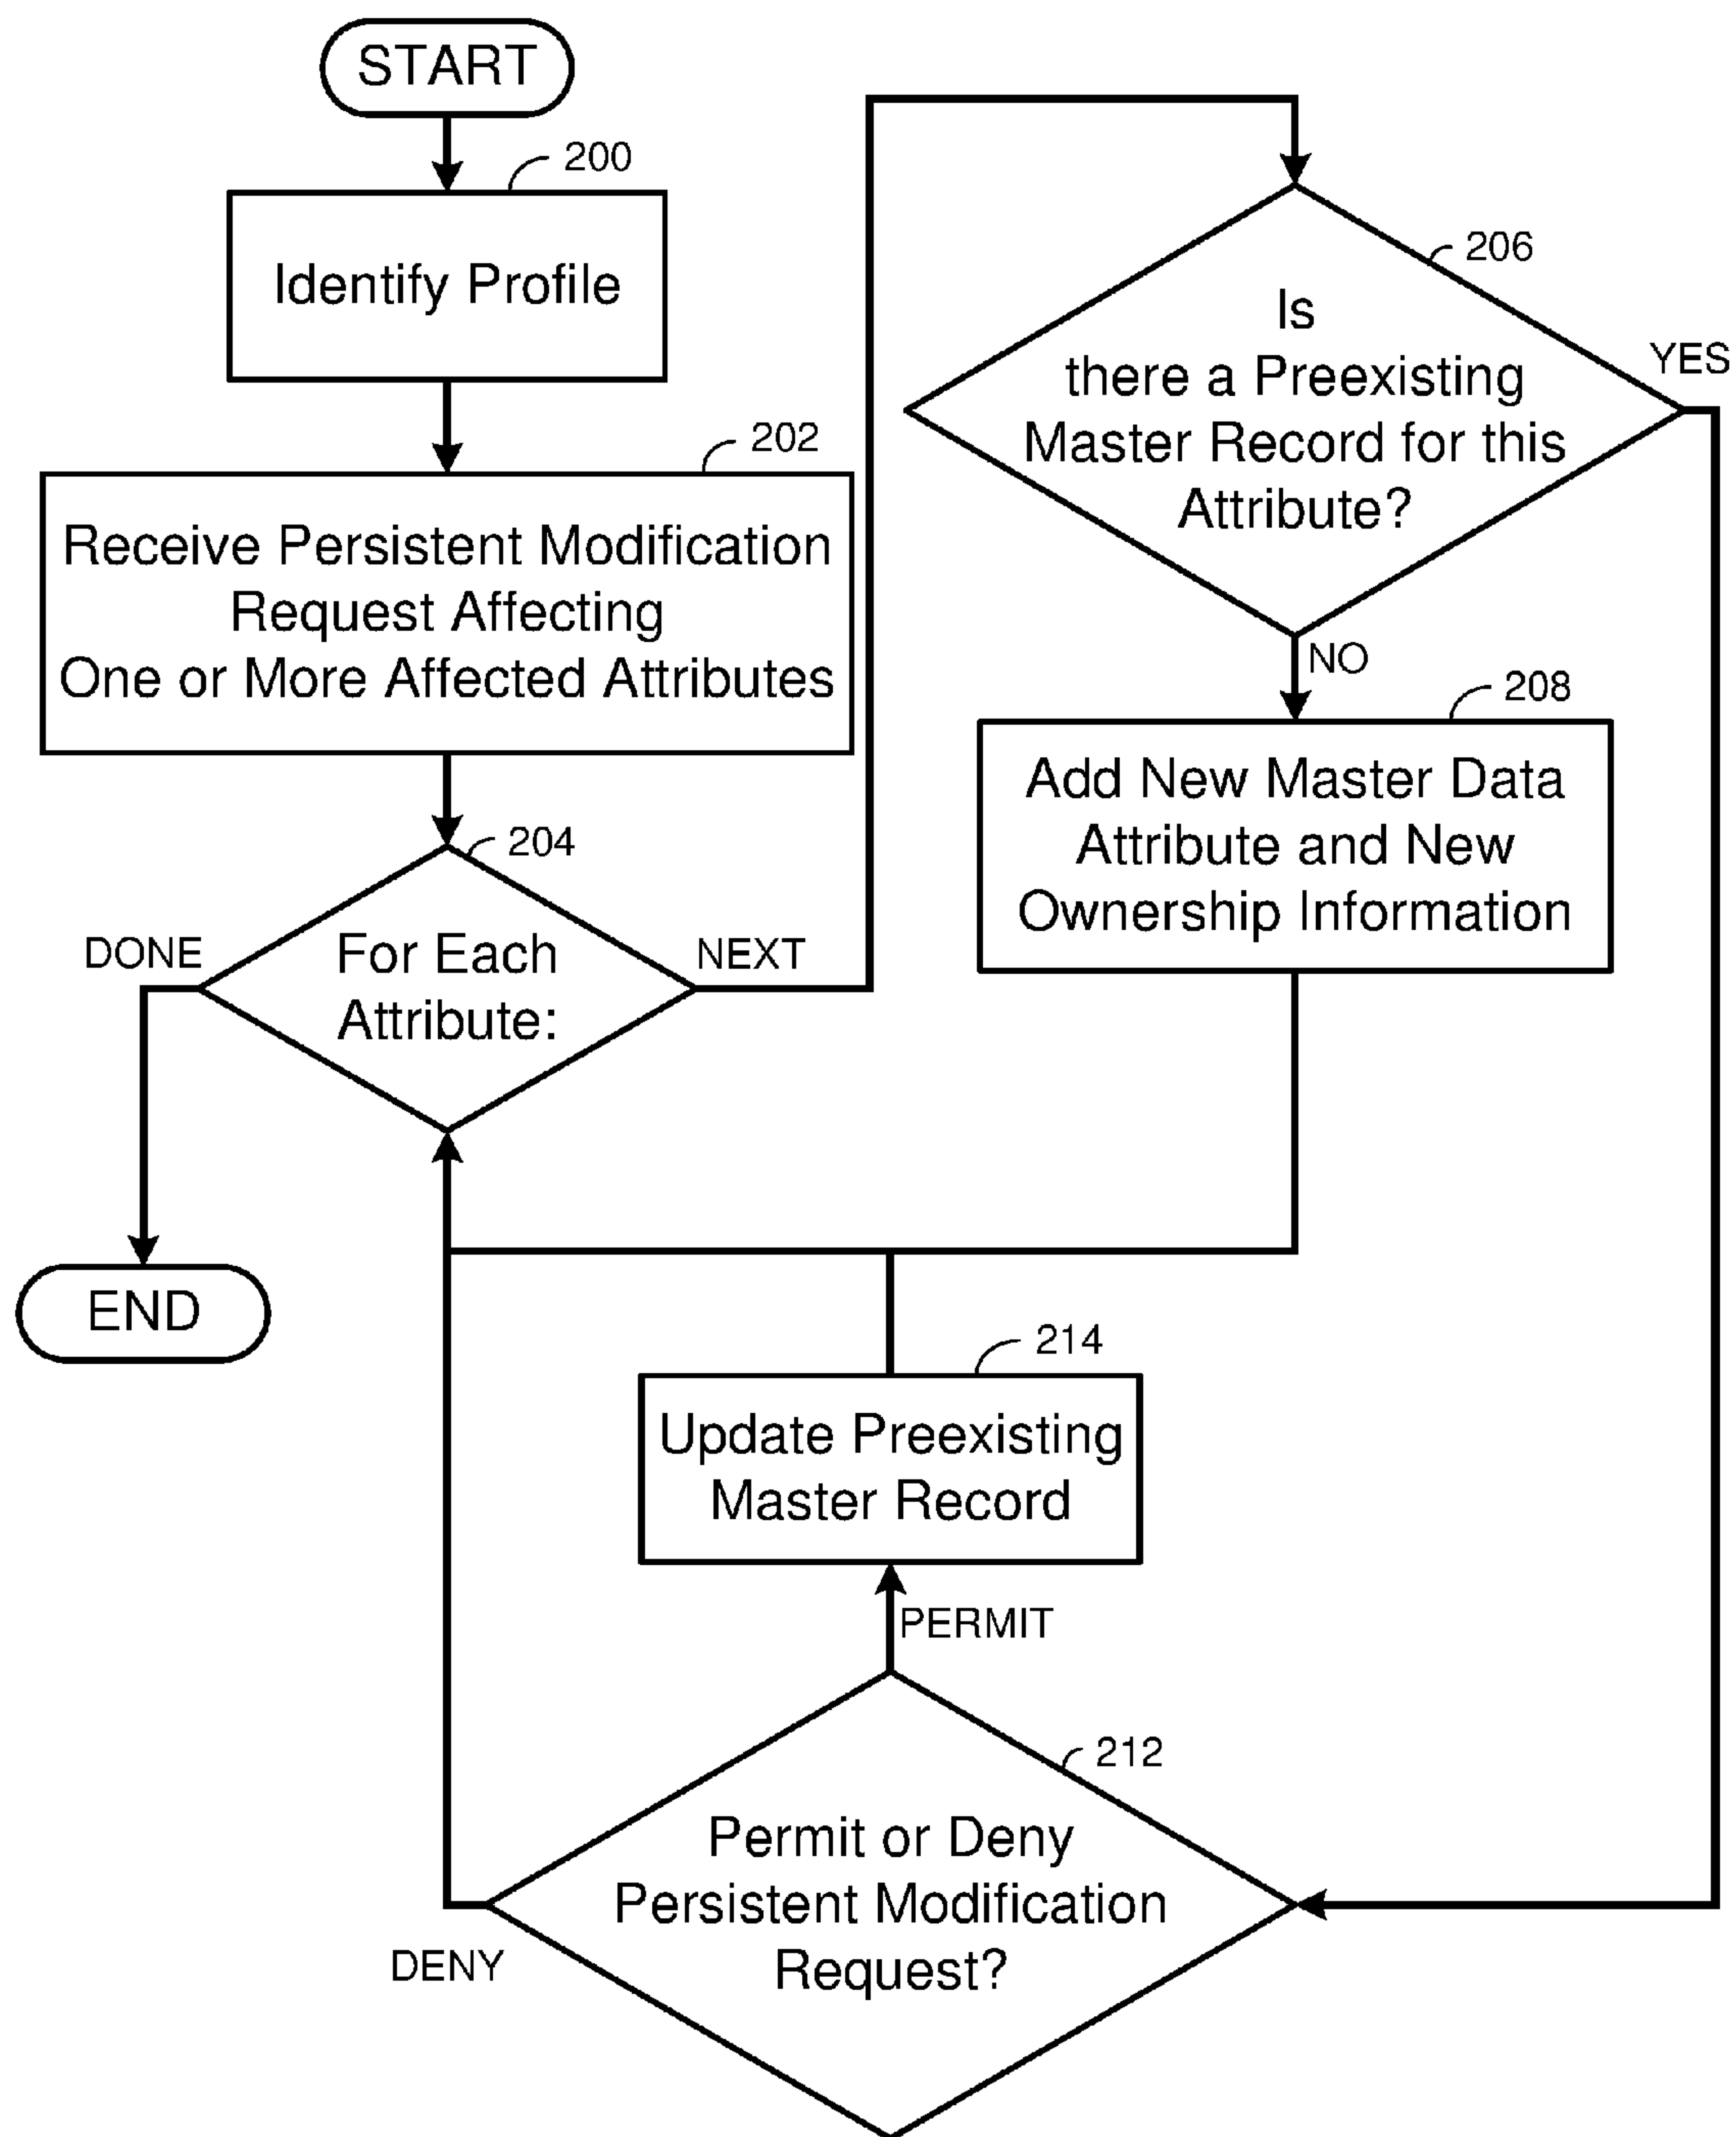 START
200
Identify Profile
202
Receive Persistent Modification
Request Affecting
One or More Affected Attributes
204
For Each
Attribute:
DONE
NEXT
END
206
Is
there a Preexisting
Master Record for this
Attribute?
YES
NO
208
Add New Master Data
Attribute and New
Ownership Information
214
Update Preexisting
Master Record
PERMIT
212
Permit or Deny
Persistent Modification
Request?
DENY